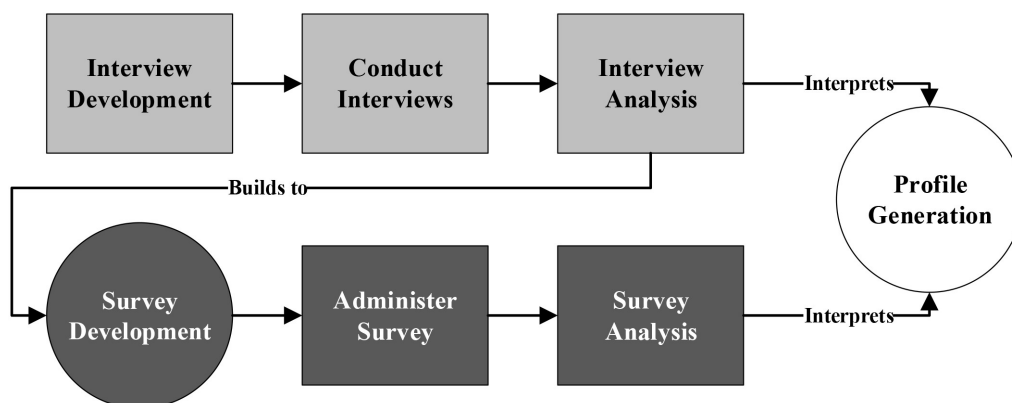 Interview
Development
Conduct
Interviews
Interview
Analysis
Interprets
Builds to
Profile
Generation
Survey
Development
Administer
Survey
Survey
Analysis
Interprets